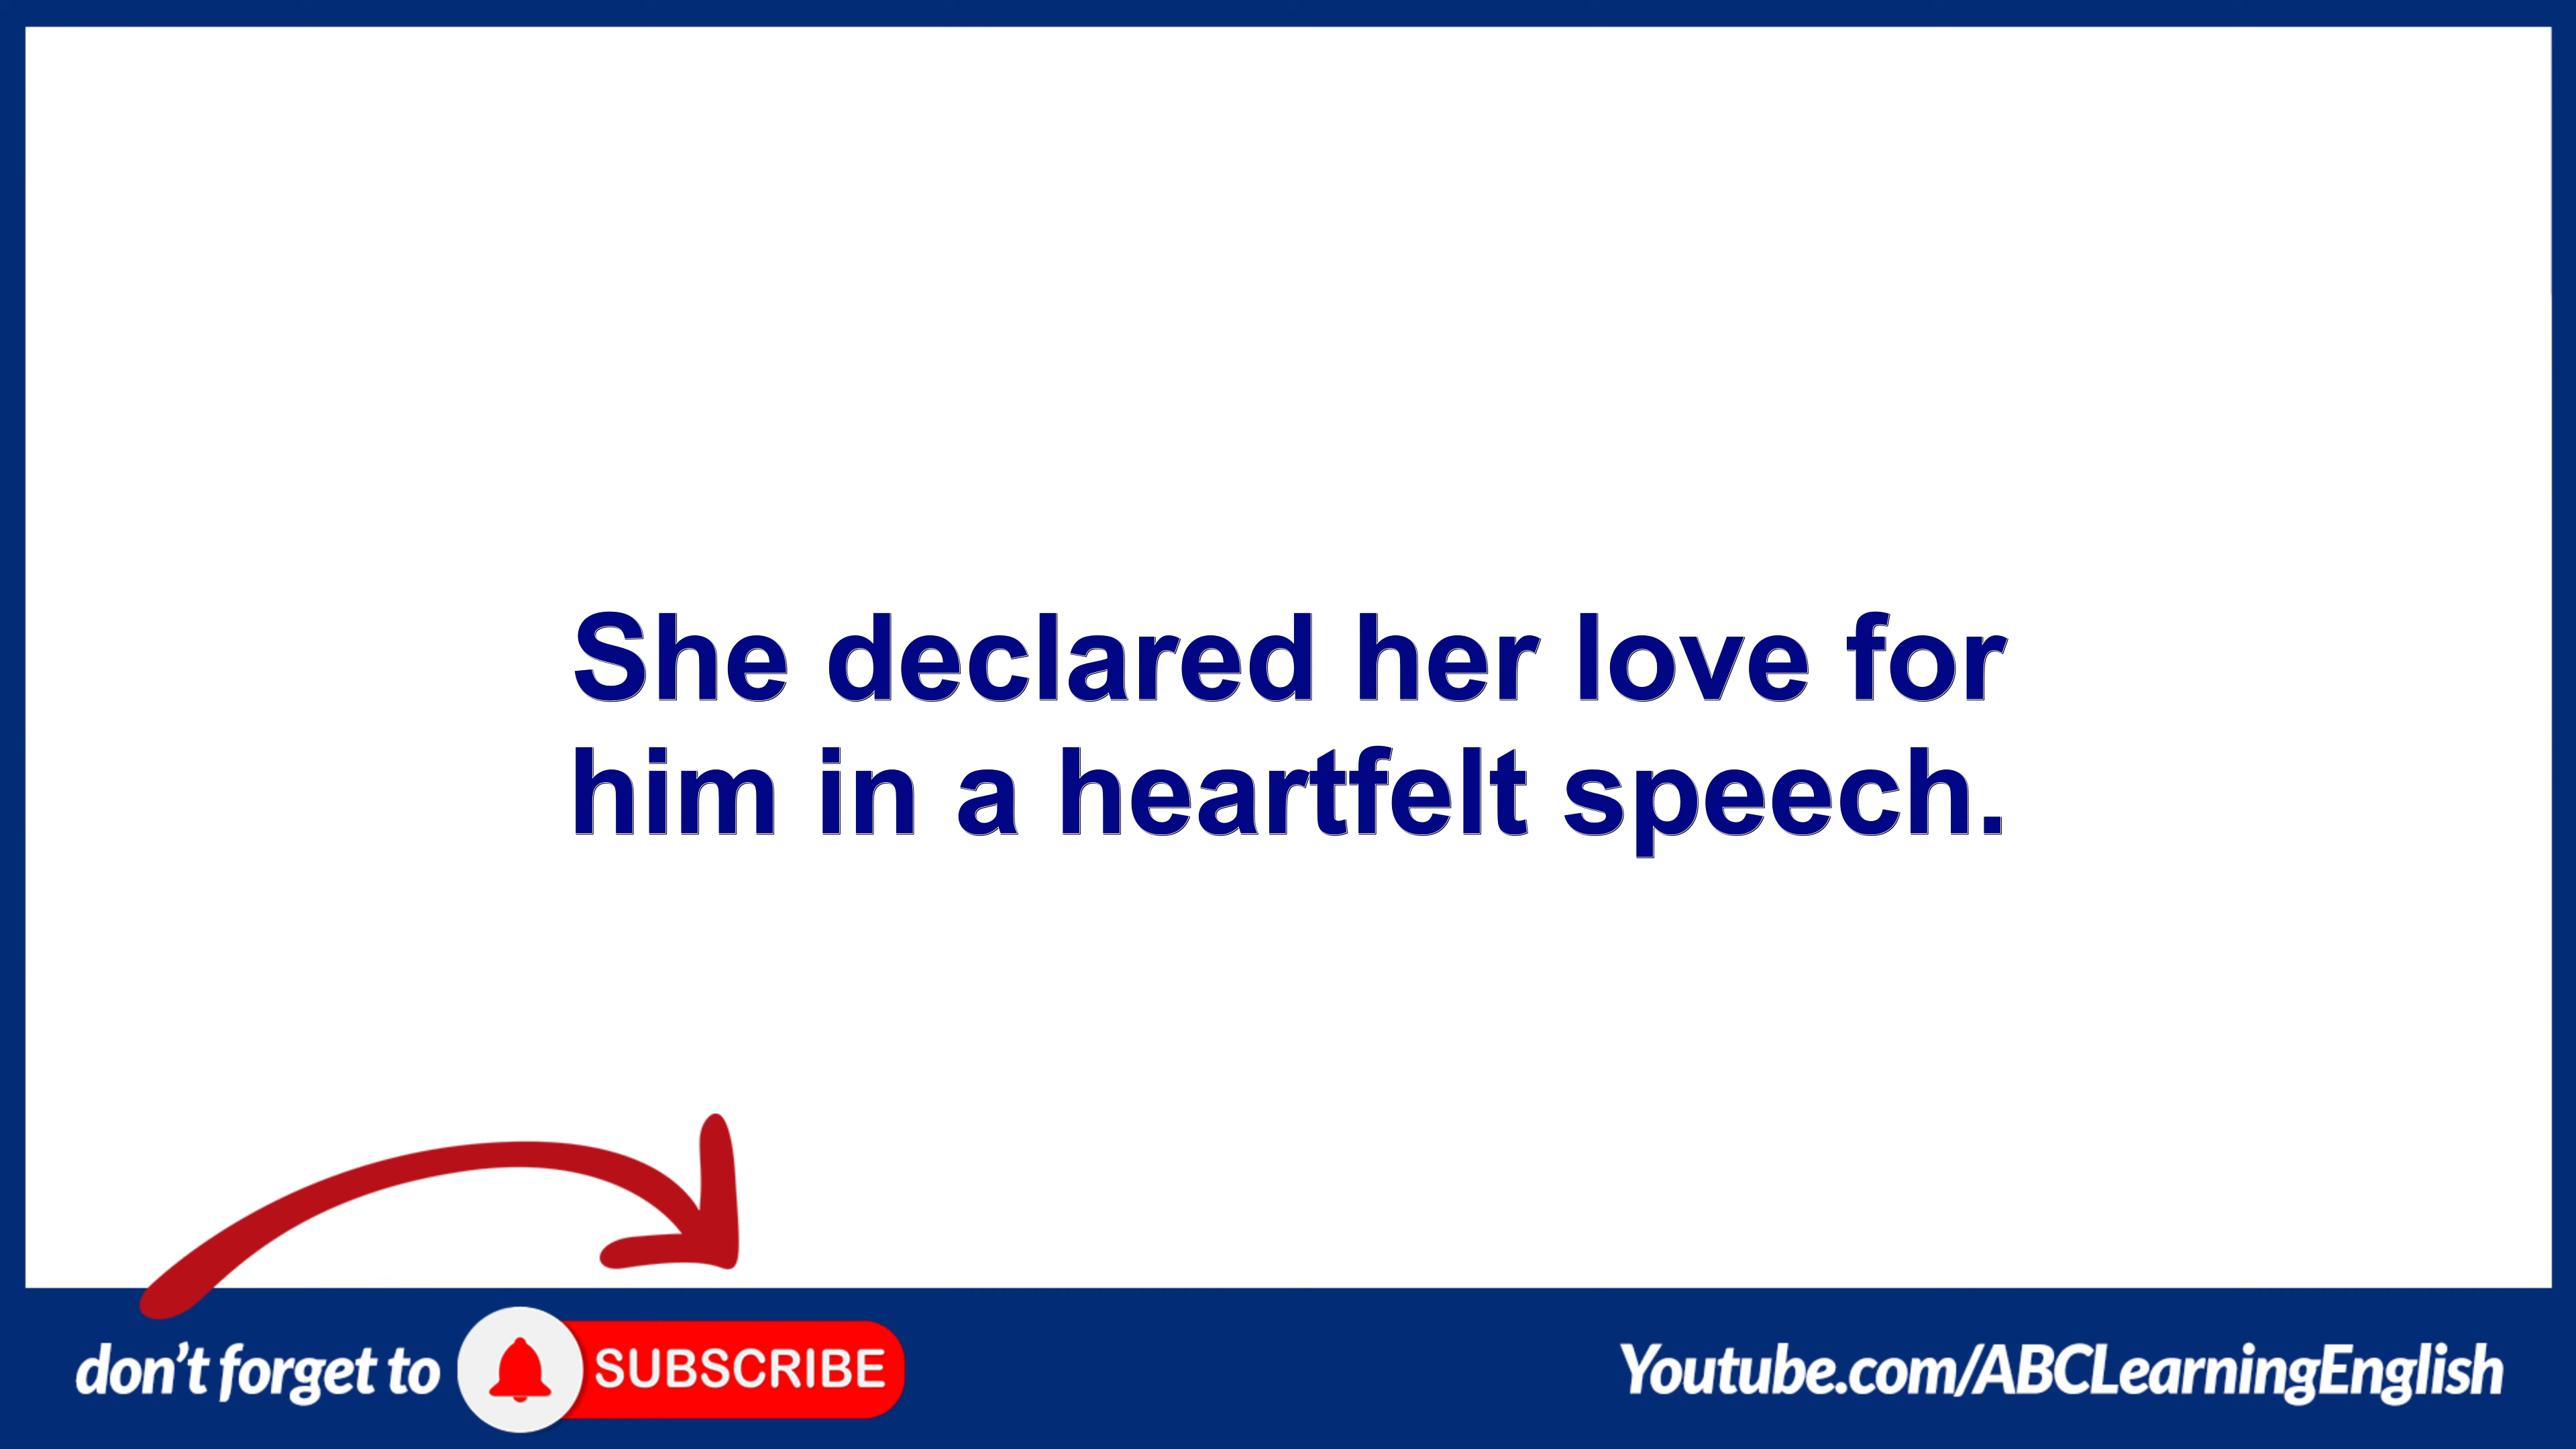 She declared her love for
him in a heartfelt speech.
don't forget to SUBSCRIBE
Youtube.com/ABCLearningEnglish